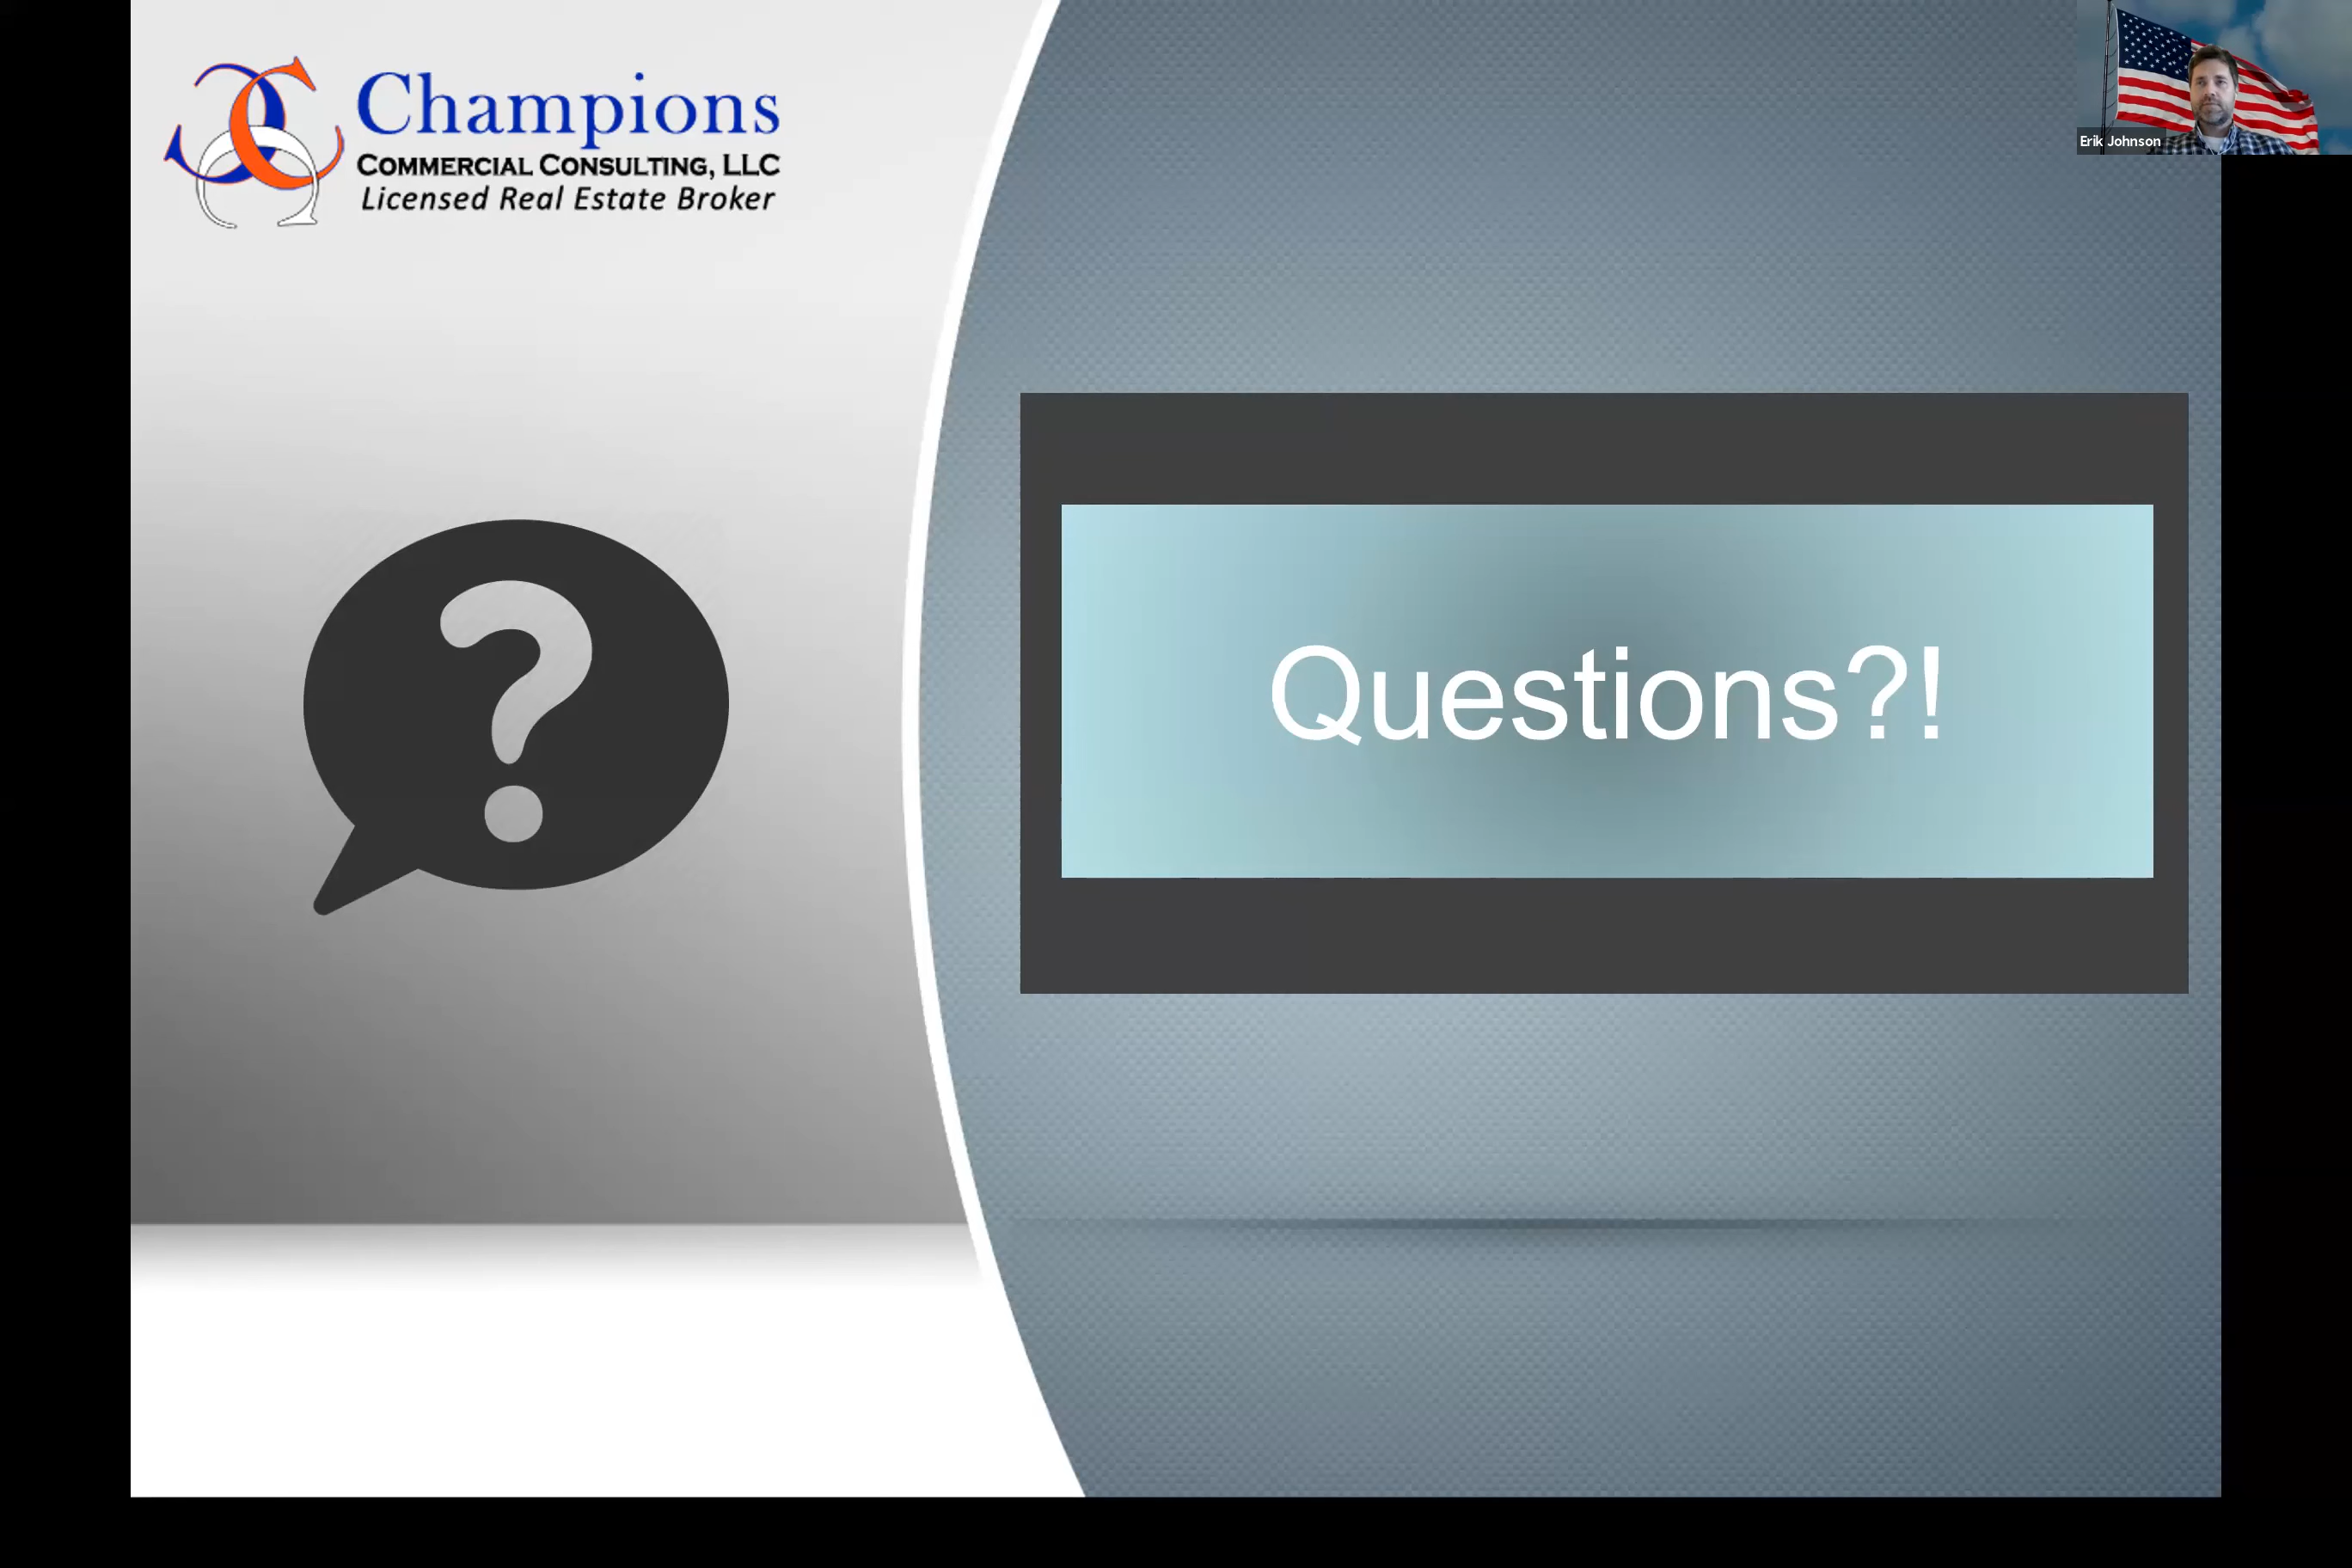 Champions
COMMERCIAL CONSULTING, LLC
Licensed Real Estate Broker
Erik Johnson
?
Questions?!